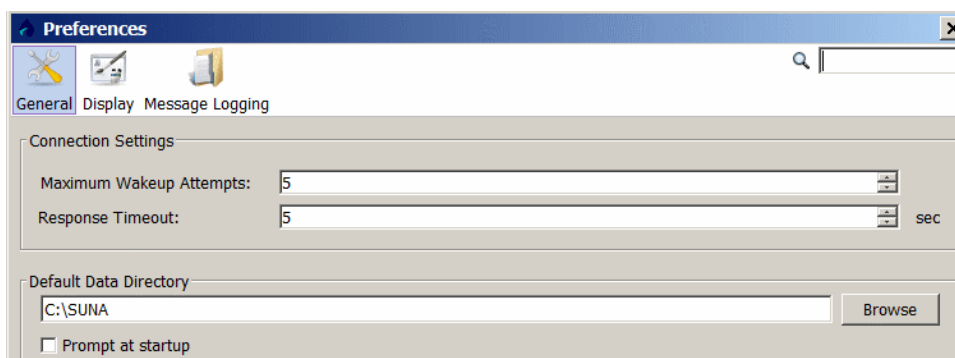 Preferences
General Display Message Logging
Connection Settings
Maximum Wakeup Attempts: 5
Response Timeout: 5 sec
Default Data Directory
C:\SUNA Browse
Prompt at startup